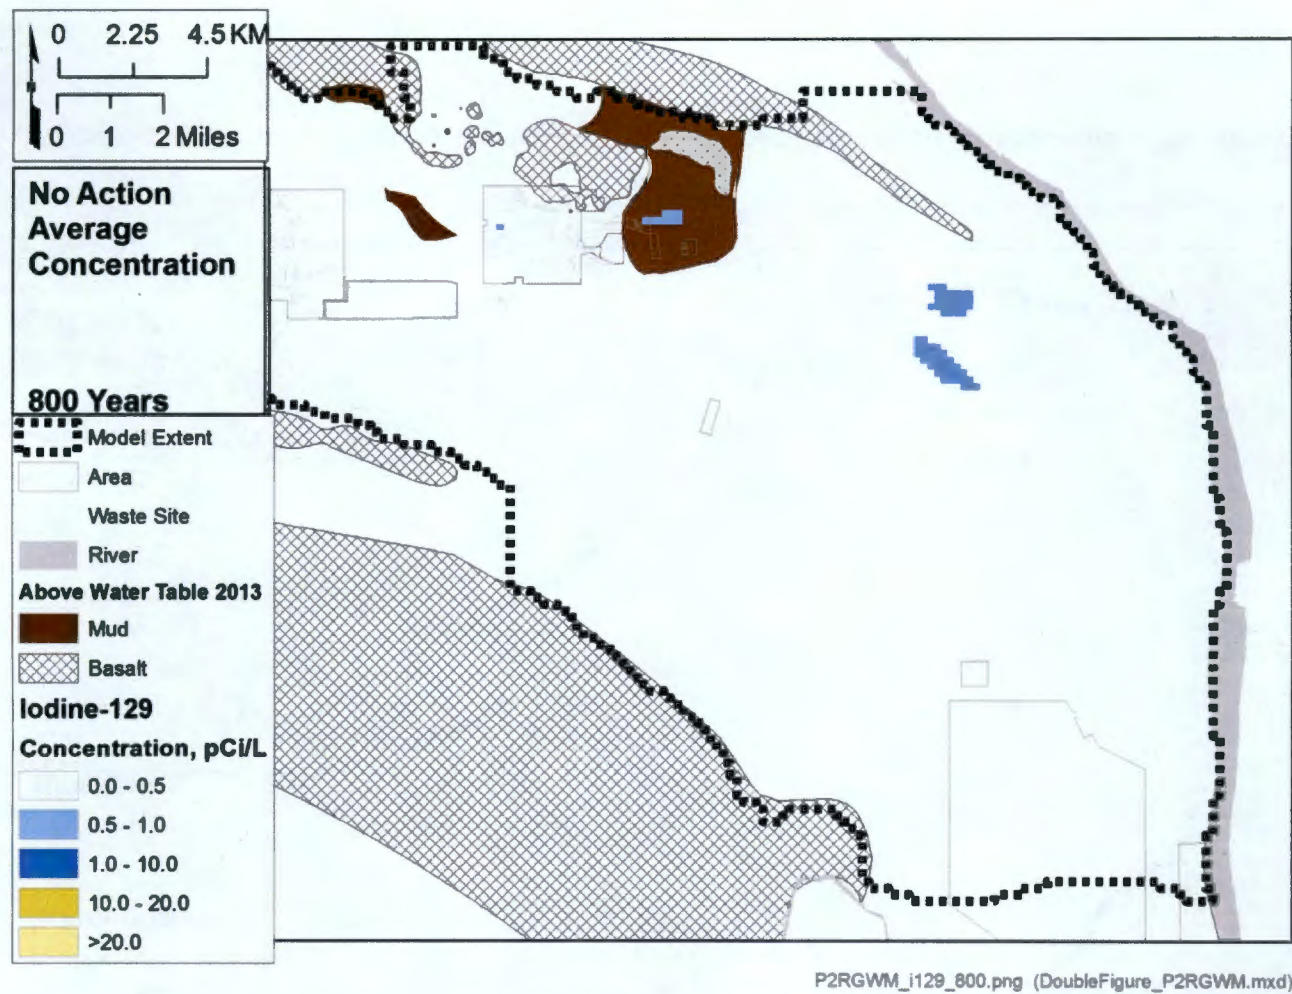 0 2.25 4.5 KM
0 1 2 Miles
No Action
Average
Concentration
800 Years
Model Extent
Area
Waste Site
River
Above Water Table 2013
Mud
Basalt
Iodine-129
Concentration, pCi/L
0.0 - 0.5
0.5 - 1.0
1.0 - 10.0
10.0 - 20.0
>20.0
P2RGWM_i129_800.png (DoubleFigure_P2RGWM.mxd)